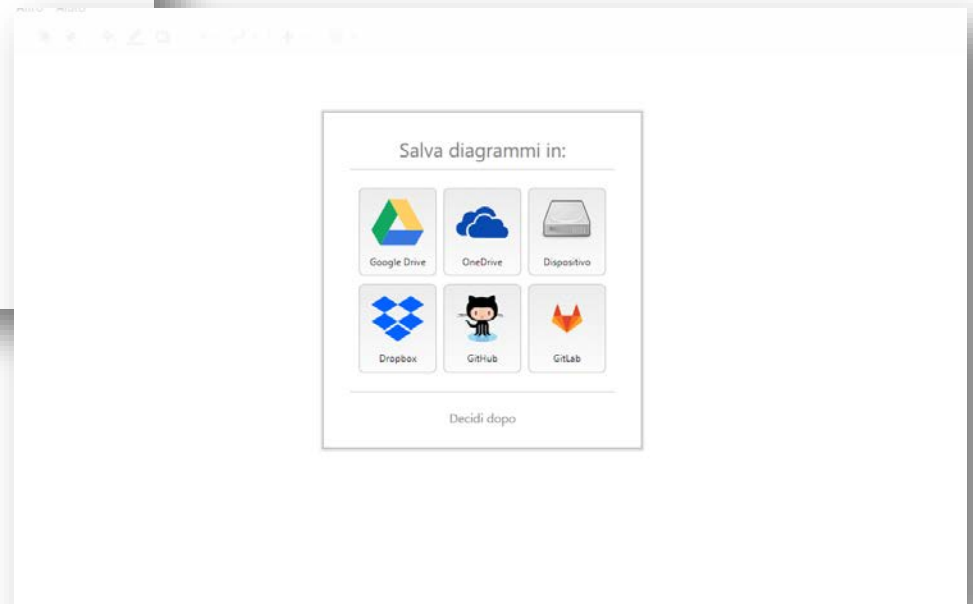 Salva diagrammi in:
Google Drive
OneDrive
Dispositivo
Dropbox
GitHub
GitLab
Decidi dopo